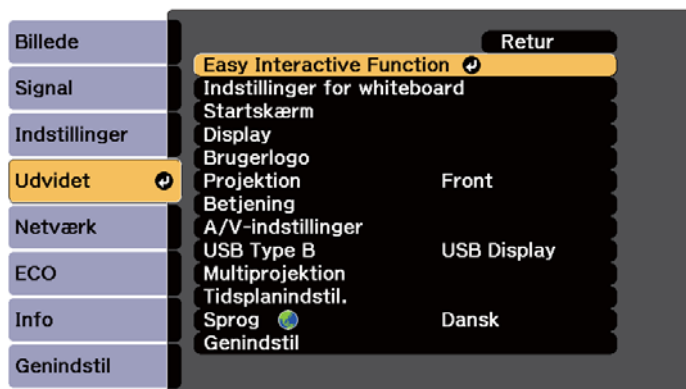 Billede
Signal
Indstillinger
Udvidet
Netværk
ECO
Info
Genindstil
Retur
Easy Interactive Function
Indstillinger for whiteboard
Startskærm
Display
Brugerlogo
Projektion Front
Betjening
A/V-indstillinger
USB Type B USB Display
Multiprojektion
Tidsplanindstil.
Sprog Dansk
Genindstil